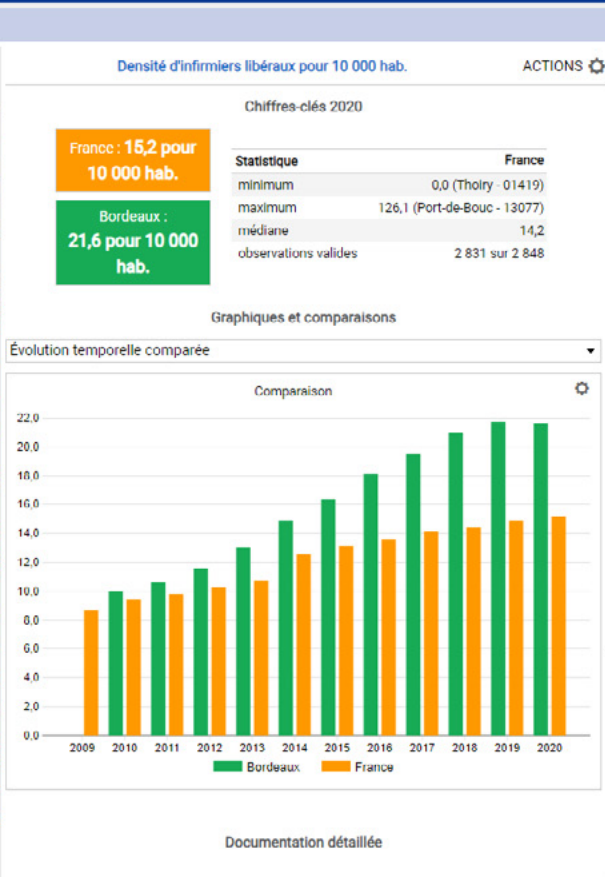 Densité d'infirmiers libéraux pour 10 000 hab.
ACTIONS
Chiffres-clés 2020
France : 15,2 pour
10 000 hab.
Bordeaux :
21,6 pour 10 000
hab.
Statistique France
minimum 0,0 (Thoiry - 01419)
maximum 126,1 (Port-de-Bouc - 13077)
médiane 14,2
observations valides 2 831 sur 2 848
Graphiques et comparaisons
Évolution temporelle comparée
Comparaison
22,0
20,0
18,0
16,0
14,0
12,0
10,0
8,0
6,0
4,0
2,0
0,0
2009 2010 2011 2012 2013 2014 2015 2016 2017 2018 2019 2020
Bordeaux France
Documentation détaillée